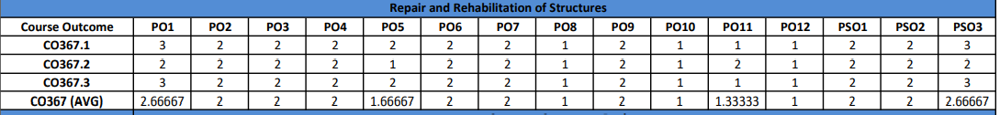 Repair and Rehabilitation of Structures
Course Outcome PO1 PO2 PO3 PO4 PO5 PO6 PO7 PO8 PO9 PO10 PO11 PO12 PSO1 PSO2 PSO3
CO367.1 3 2 2 2 2 2 2 1 2 1 1 1 2 2 3
CO367.2 2 2 2 2 1 2 2 1 2 1 2 1 2 2 2
CO367.3 3 2 2 2 2 2 2 1 2 1 1 1 2 2 3
CO367 (AVG) 2.66667 2 2 2 1.66667 2 2 1 2 1 1.33333 1 2 2 2.66667